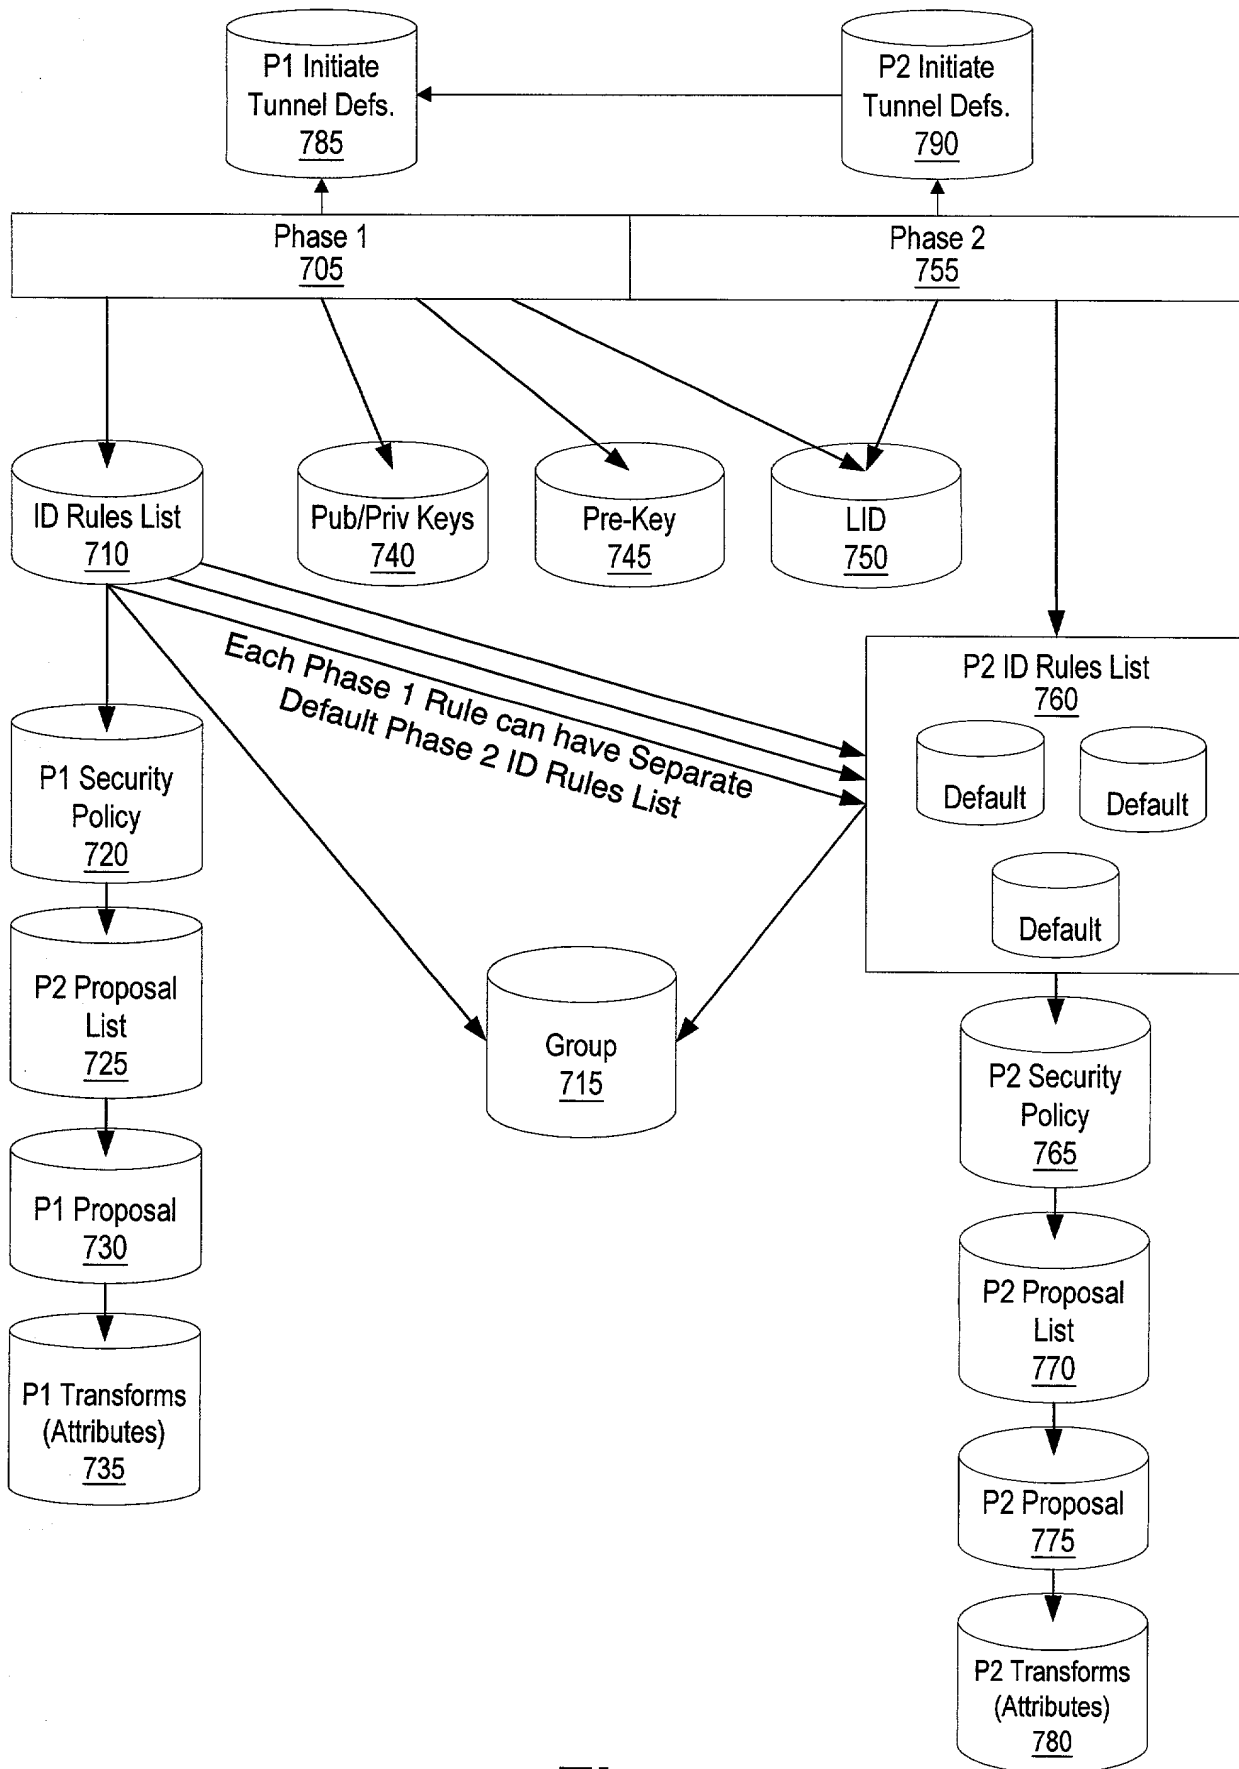 P1 Initiate
Tunnel Defs.
785
P2 Initiate
Tunnel Defs.
790
Phase 1
705
Phase 2
755
ID Rules List
710
Pub/Priv Keys
740
Pre-Key
745
LID
750
Each Phase 1 Rule can have Separate
Default Phase 2 ID Rules List
P2 ID Rules List
760
Default
Default
Default
P1 Security
Policy
720
P2 Proposal
List
725
P1 Proposal
730
P1 Transforms
(Attributes)
735
Group
715
P2 Security
Policy
765
P2 Proposal
List
770
P2 Proposal
775
P2 Transforms
(Attributes)
780